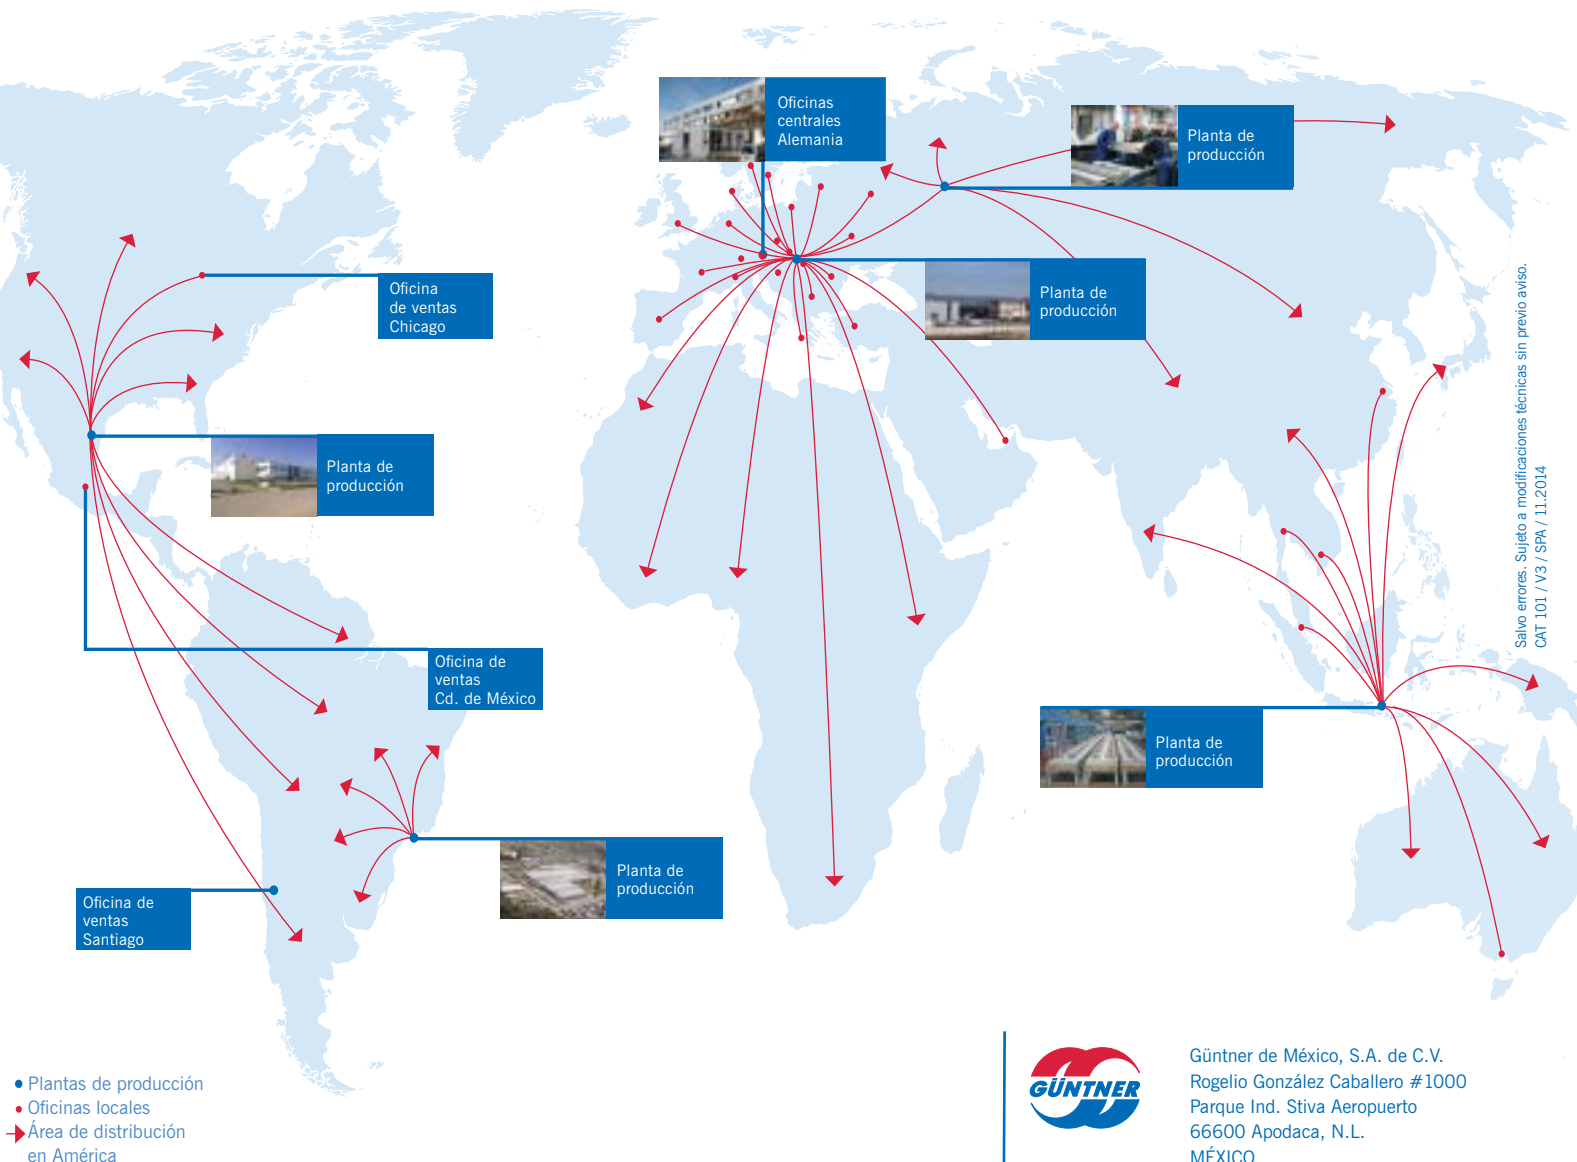 Oficinas
centrales
Alemania
Planta de
producción
Oficina
de ventas
Chicago
Planta de
producción
Planta de
producción
Oficina de
ventas
Cd. de México
Planta de
producción
Planta de
producción
Oficina de
ventas
Santiago
Salvo errores. Sujeto a modificaciones técnicas sin previo aviso.
CAT 101 / V3 / SPA / 11.2014
Plantas de producción
Oficinas locales
Área de distribución
en América
GÜNTNER
Güntner de México, S.A. de C.V.
Rogelio González Caballero #1000
Parque Ind. Stiva Aeropuerto
66600 Apodaca, N.L.
MÉXICO